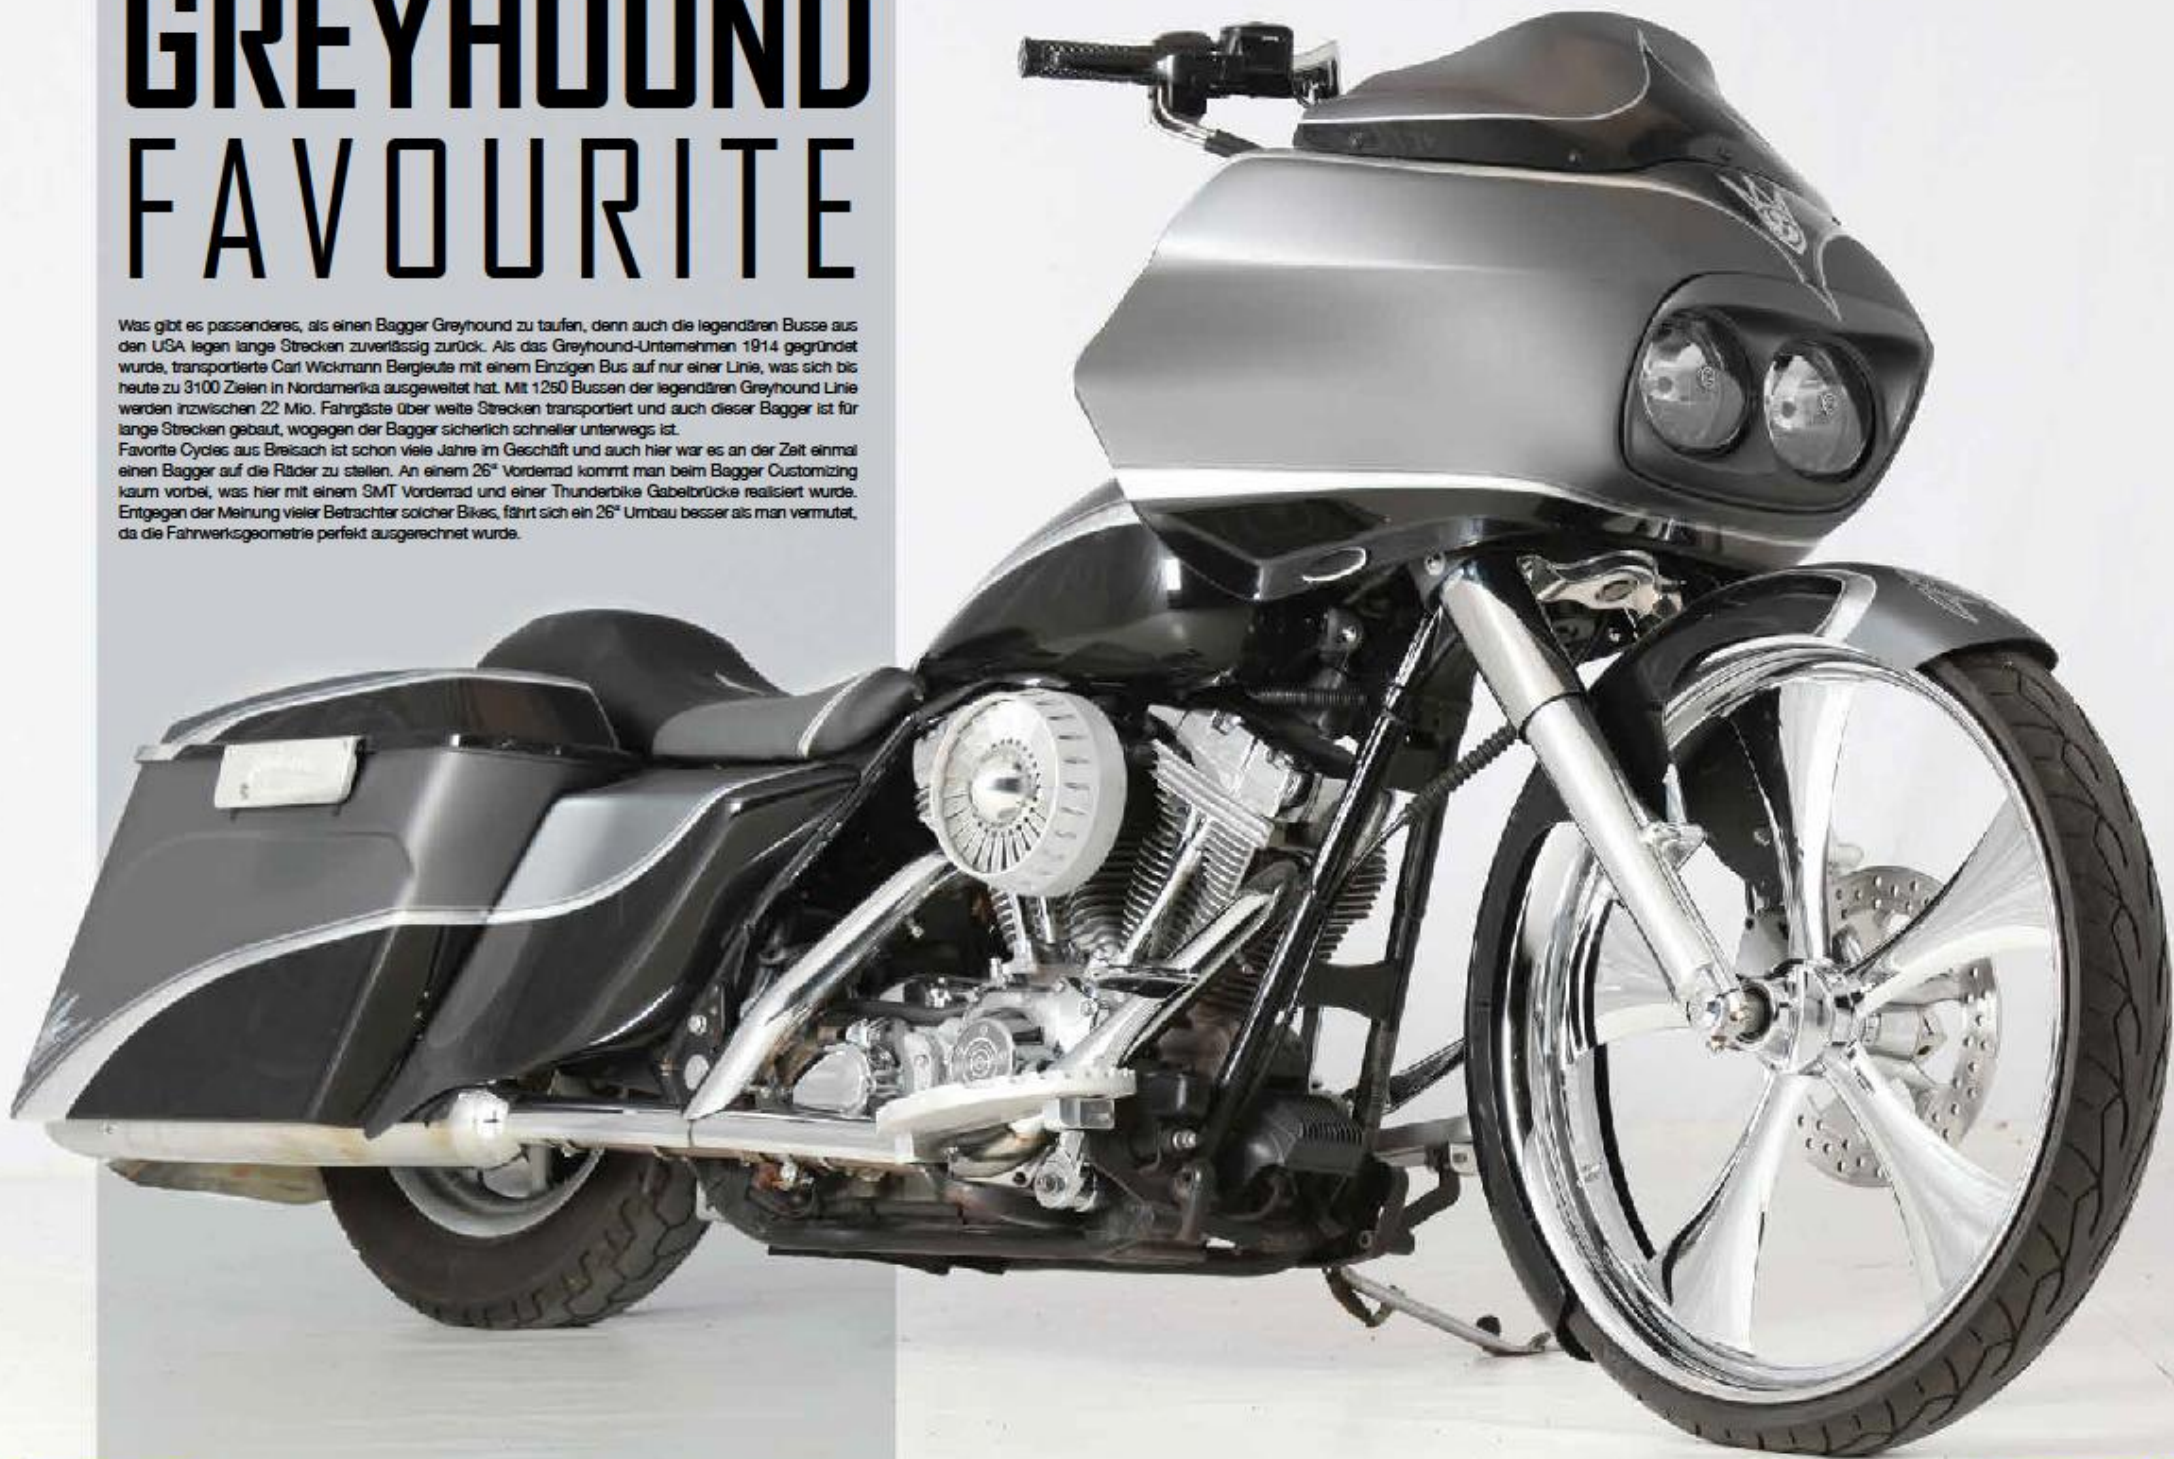 GREYHOUND
FAVOURITE
Was gibt es passenderes, als einen Bagger Greyhound zu taufen, denn auch die legendären Busse aus
den USA legen lange Strecken zuverlässig zurück. Als das Greyhound-Unternehmen 1914 gegründet
wurde, transportierte Carl Wickmann Bergleute mit einem Einzigen Bus auf nur einer Linie, was sich bis
heute zu 3100 Zielen in Nordamerika ausgeweitet hat. Mit 1250 Bussen der legendären Greyhound Linie
werden inzwischen 22 Mio. Fahrgäste über weite Strecken transportiert und auch dieser Bagger ist für
lange Strecken gebaut, wogegen der Bagger sicherlich schneller unterwegs ist.
Favorite Cycles aus Breisach ist schon viele Jahre im Geschäft und auch hier war es an der Zeit einmal
einen Bagger auf die Räder zu stellen. An einem 26" Vorderrad kommt man beim Bagger Customizing
kaum vorbei, was hier mit einem SMT Vorderrad und einer Thunderbike Gabelbrücke realisiert wurde.
Entgegen der Meinung vieler Betrachter solcher Bikes, fährt sich ein 26" Umbau besser als man vermutet,
da die Fahrwerksgeometrie perfekt ausgerechnet wurde.